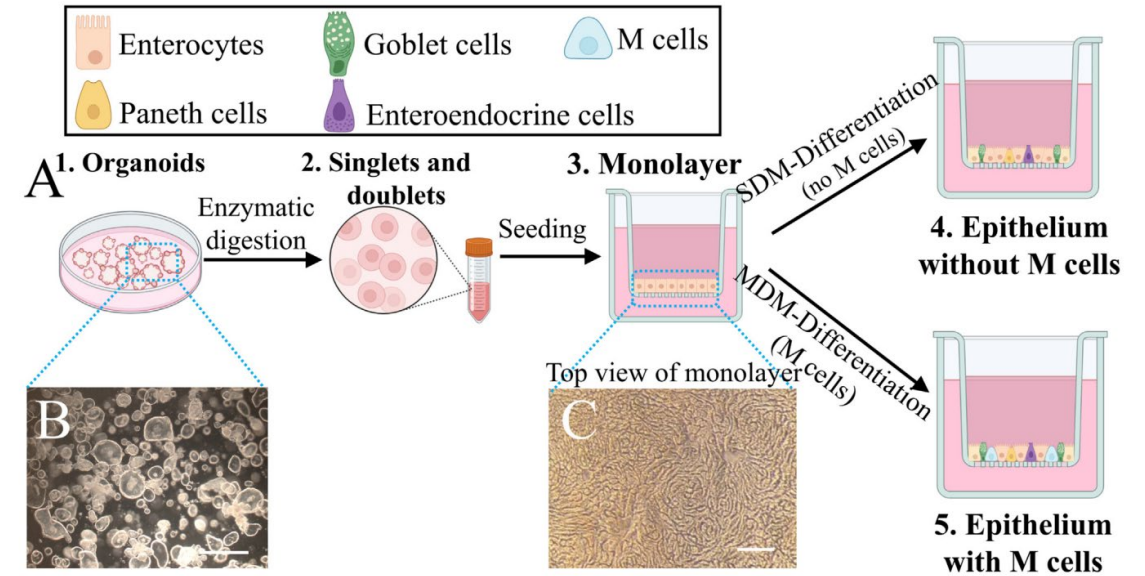 Enterocytes
Goblet cells
M cells
Paneth cells
Enteroendocrine cells
A
1. Organoids
Enzymatic
digestion
2. Singlets and
doublets
Seeding
3. Monolayer
SDM-Differentiation
(no M cells)
4. Epithelium
without M cells
MDM-Differentiation
(M cells)
5. Epithelium
with M cells
B
Top view of monolayer
C